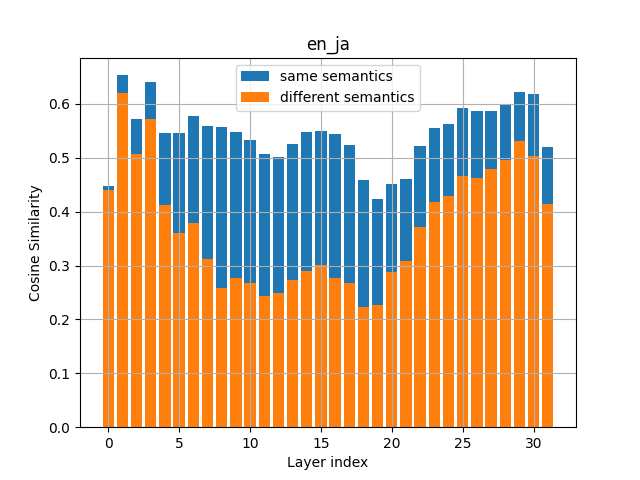 en_ja
same semantics
different semantics
Cosine Similarity
0.6
0.5
0.4
0.3
0.2
0.1
0.0
0 5 10 15 20 25 30
Layer index